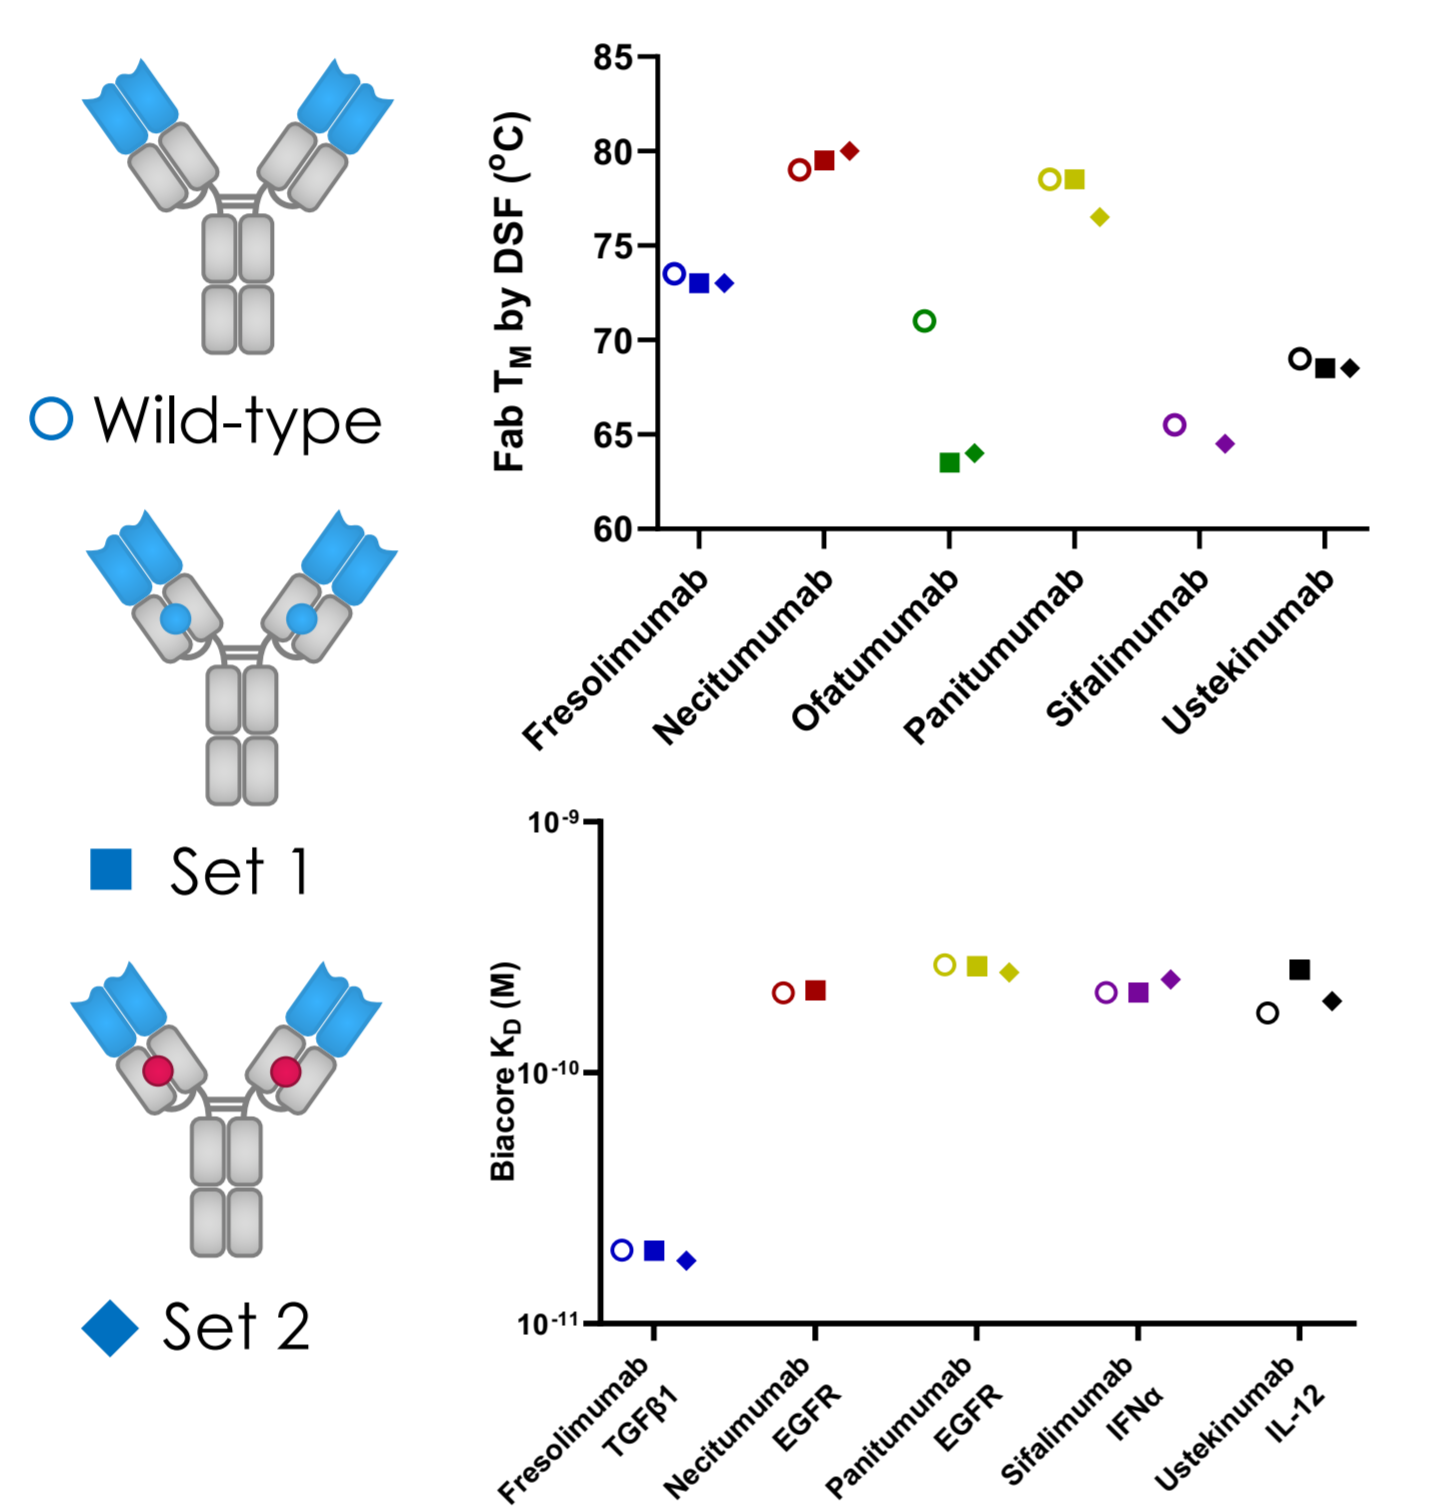 Wild-type
Set 1
Set 2
Fab TM by DSF (oC)
85
80
75
70
65
60
Fresolimumab
Necitumumab
Ofatumumab
Panitumumab
Sifalimumab
Ustekinumab
Biacore KD (M)
10-9
10-10
10-11
Fresolimumab
TGFβ1
Necitumumab
EGFR
Panitumumab
EGFR
Sifalimumab
IFNα
Ustekinumab
IL-12